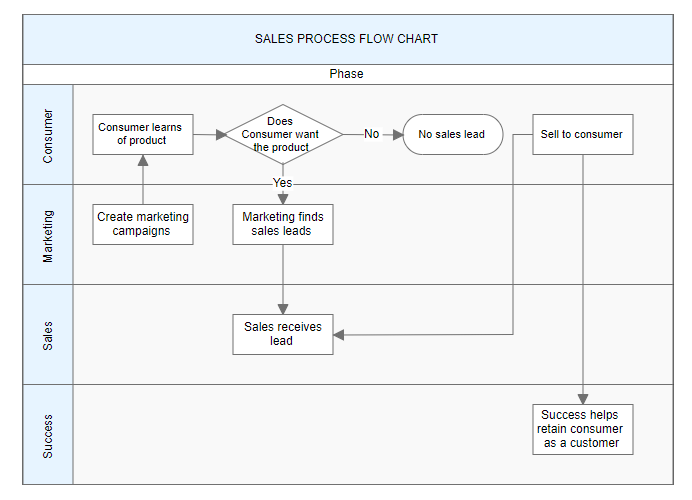 SALES PROCESS FLOW CHART
Phase
Consumer
Consumer learns
of product
Does
Consumer want
the product
No
No sales lead
Sell to consumer
Yes
Marketing
Create marketing
campaigns
Marketing finds
sales leads
Sales
Sales receives
lead
Success
Success helps
retain consumer
as a customer